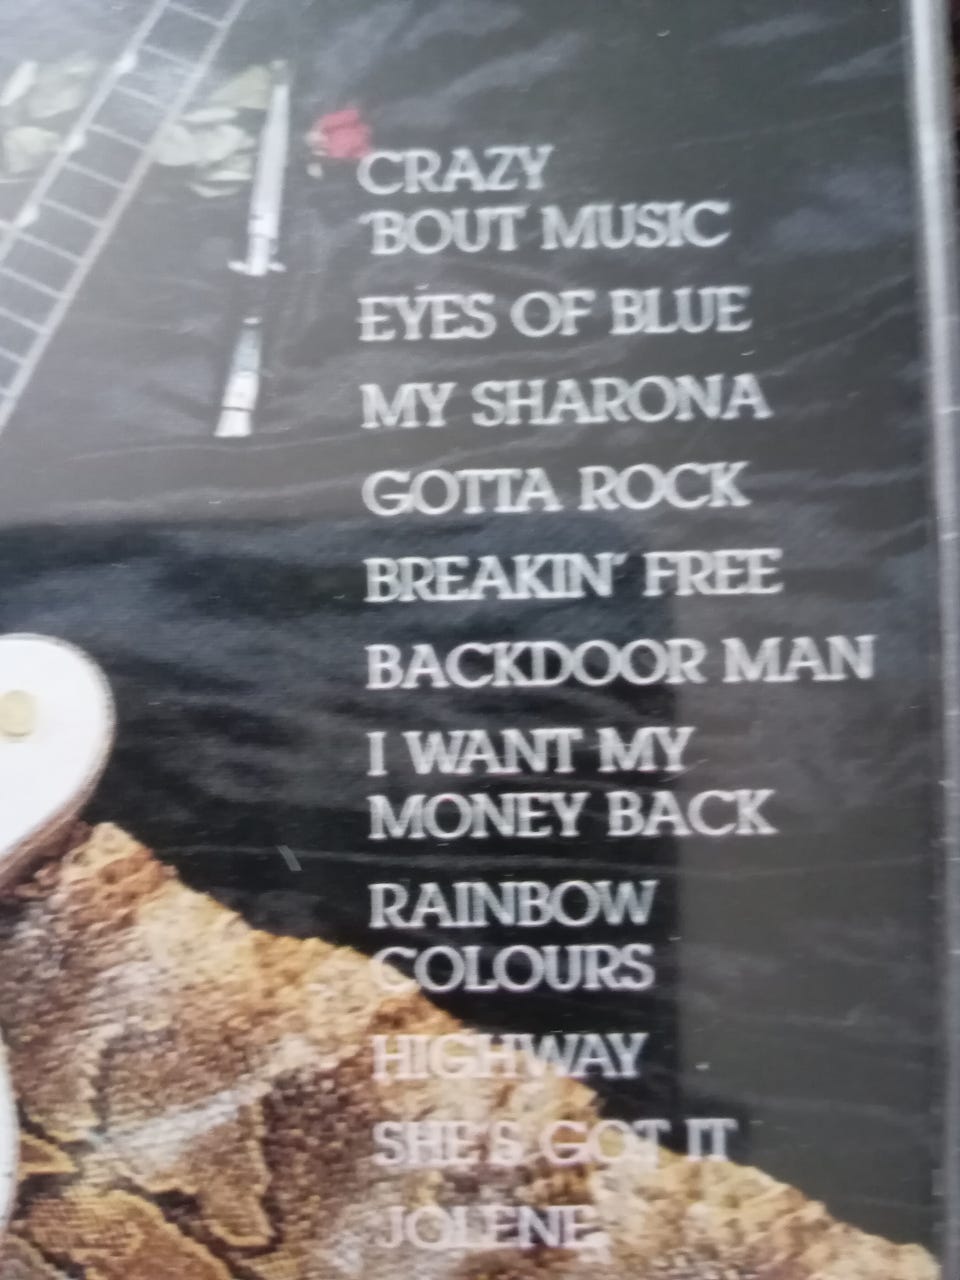 CRAZY
'BOUT MUSIC
EYES OF BLUE
MY SHARONA
GOTTA ROCK
BREAKIN' FREE
BACKDOOR MAN
I WANT MY
MONEY BACK
RAINBOW
COLOURS
HIGHWAY
SHE'S GOT IT
JOLENE